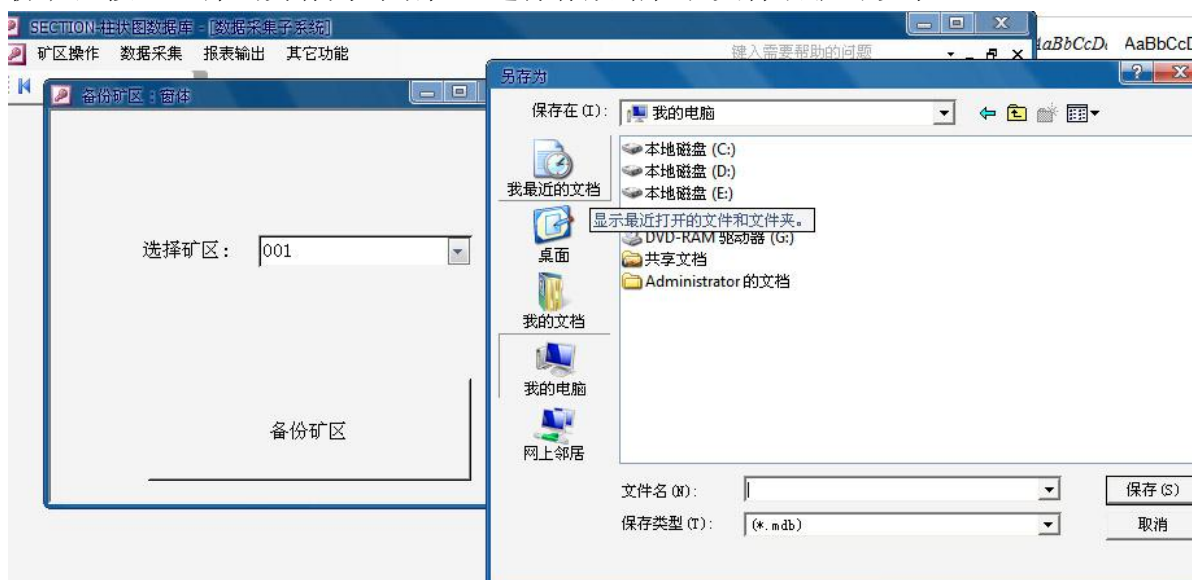 SECTION-柱状图数据库 - [数据采集子系统]
矿区操作 数据采集 报表输出 其它功能
键入需要帮助的问题
AaBbCcD
备份矿区：窗体
选择矿区：
001
备份矿区
另存为
保存在(I)：
我的电脑
我最近的文档
桌面
我的文档
我的电脑
网上邻居
本地磁盘 (C:)
本地磁盘 (D:)
本地磁盘 (E:)
显示最近打开的文件和文件夹。
DVD-RAM 驱动器 (G:)
共享文档
Administrator 的文档
文件名(N)：
保存(S)
保存类型(T)：
(*.mdb)
取消